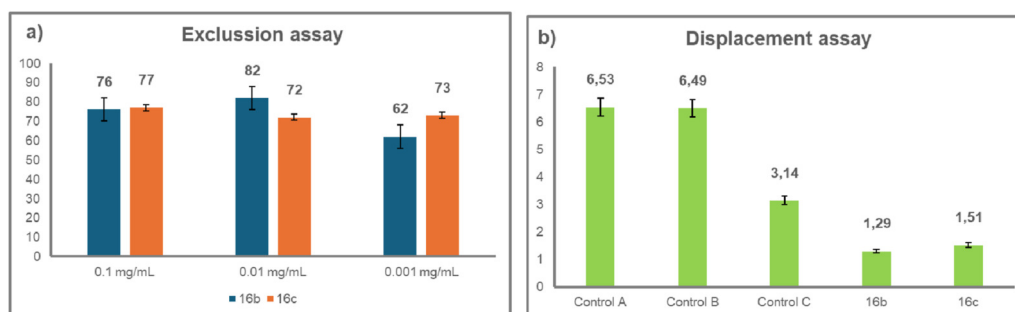 a)
Exclussion assay
100
90
80
70
60
50
40
30
20
10
0
76
77
82
72
62
73
0.1 mg/mL
0.01 mg/mL
0.001 mg/mL
16b
16c
b)
Displacement assay
8
7
6
5
4
3
2
1
0
6,53
6,49
3,14
1,29
1,51
Control A
Control B
Control C
16b
16c